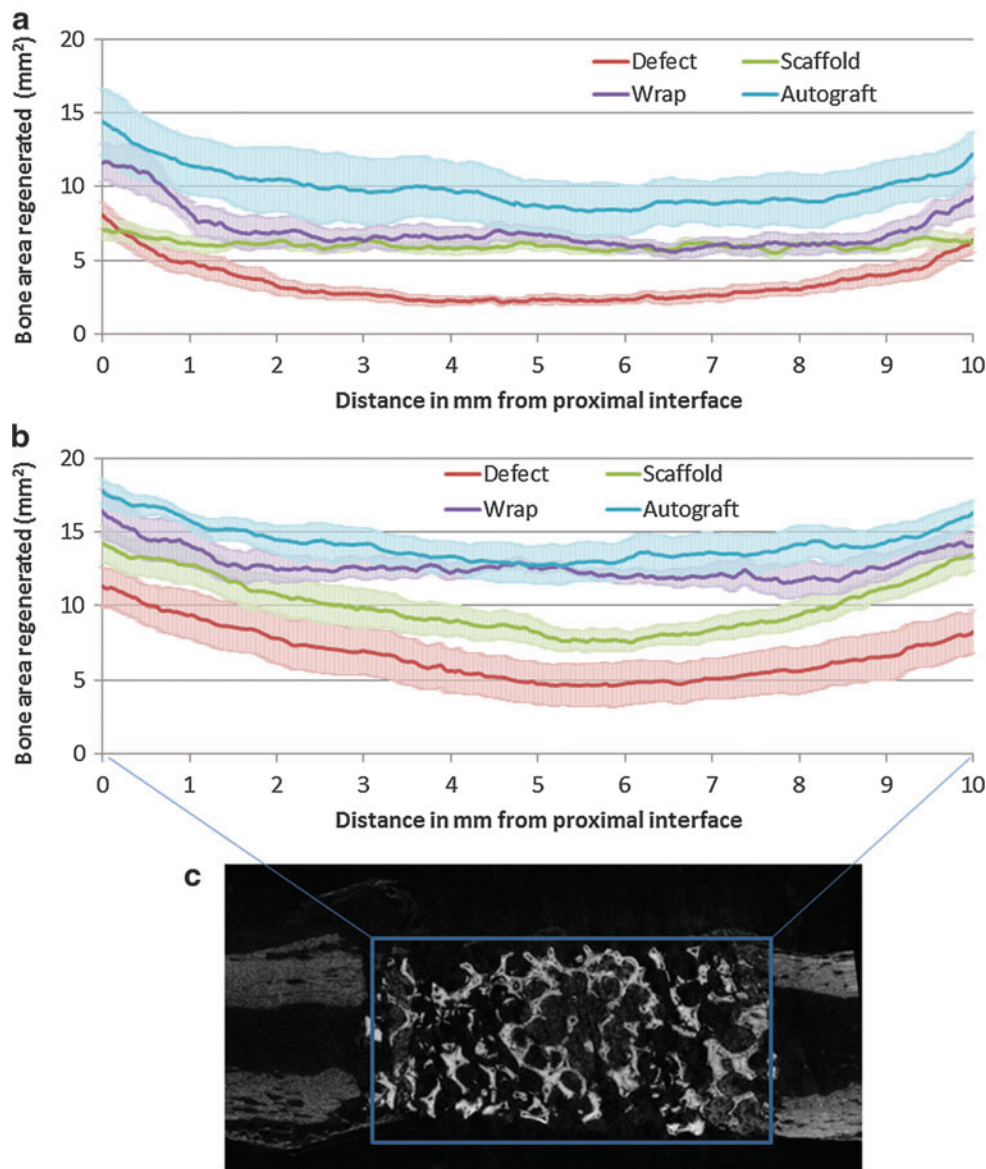 a
Bone area regenerated (mm²)
20
15
10
5
0
Defect
Scaffold
Wrap
Autograft
0 1 2 3 4 5 6 7 8 9 10
Distance in mm from proximal interface
b
Bone area regenerated (mm²)
20
15
10
5
0
Defect
Scaffold
Wrap
Autograft
0 1 2 3 4 5 6 7 8 9 10
Distance in mm from proximal interface
c